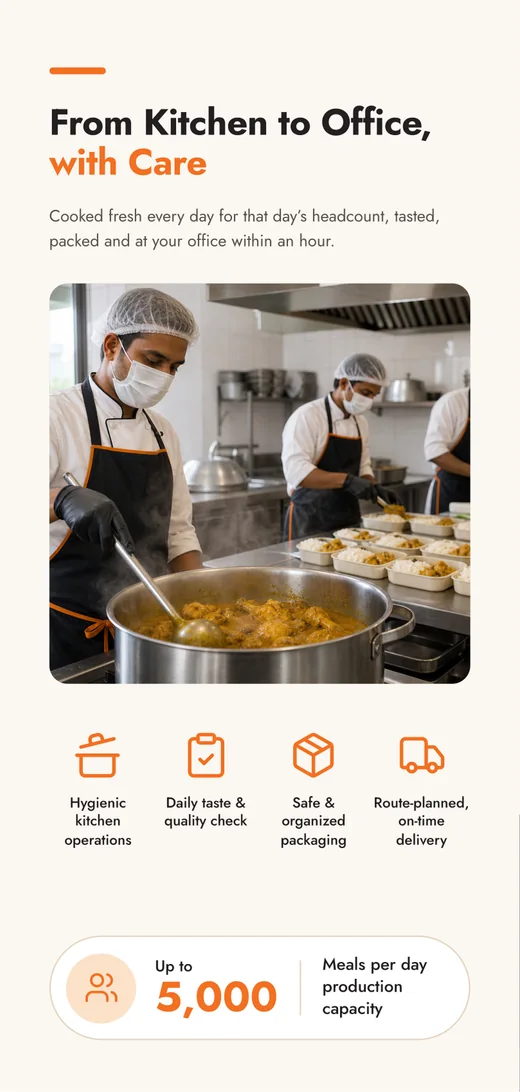 From Kitchen to Office,
with Care
Cooked fresh every day for that day’s headcount, tasted,
packed and at your office within an hour.
Hygienic
kitchen
operations
Daily taste &
quality check
Safe &
organized
packaging
Route-planned,
on-time
delivery
Up to
5,000
Meals per day
production
capacity